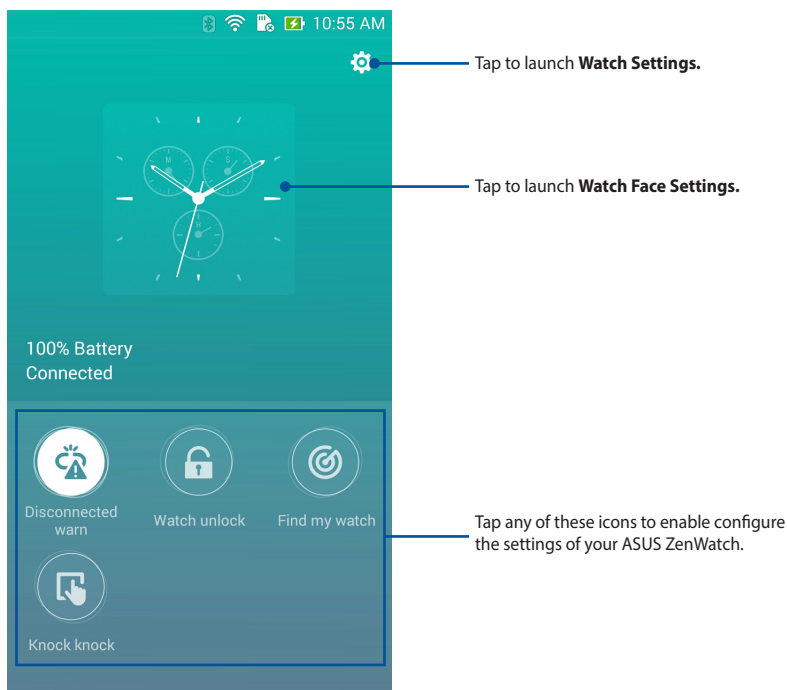 10:55 AM
Tap to launch Watch Settings.
M
S
Tap to launch Watch Face Settings.
H
100% Battery
Connected
Disconnected
warn
Watch unlock
Find my watch
Tap any of these icons to enable configure
the settings of your ASUS ZenWatch.
Knock knock